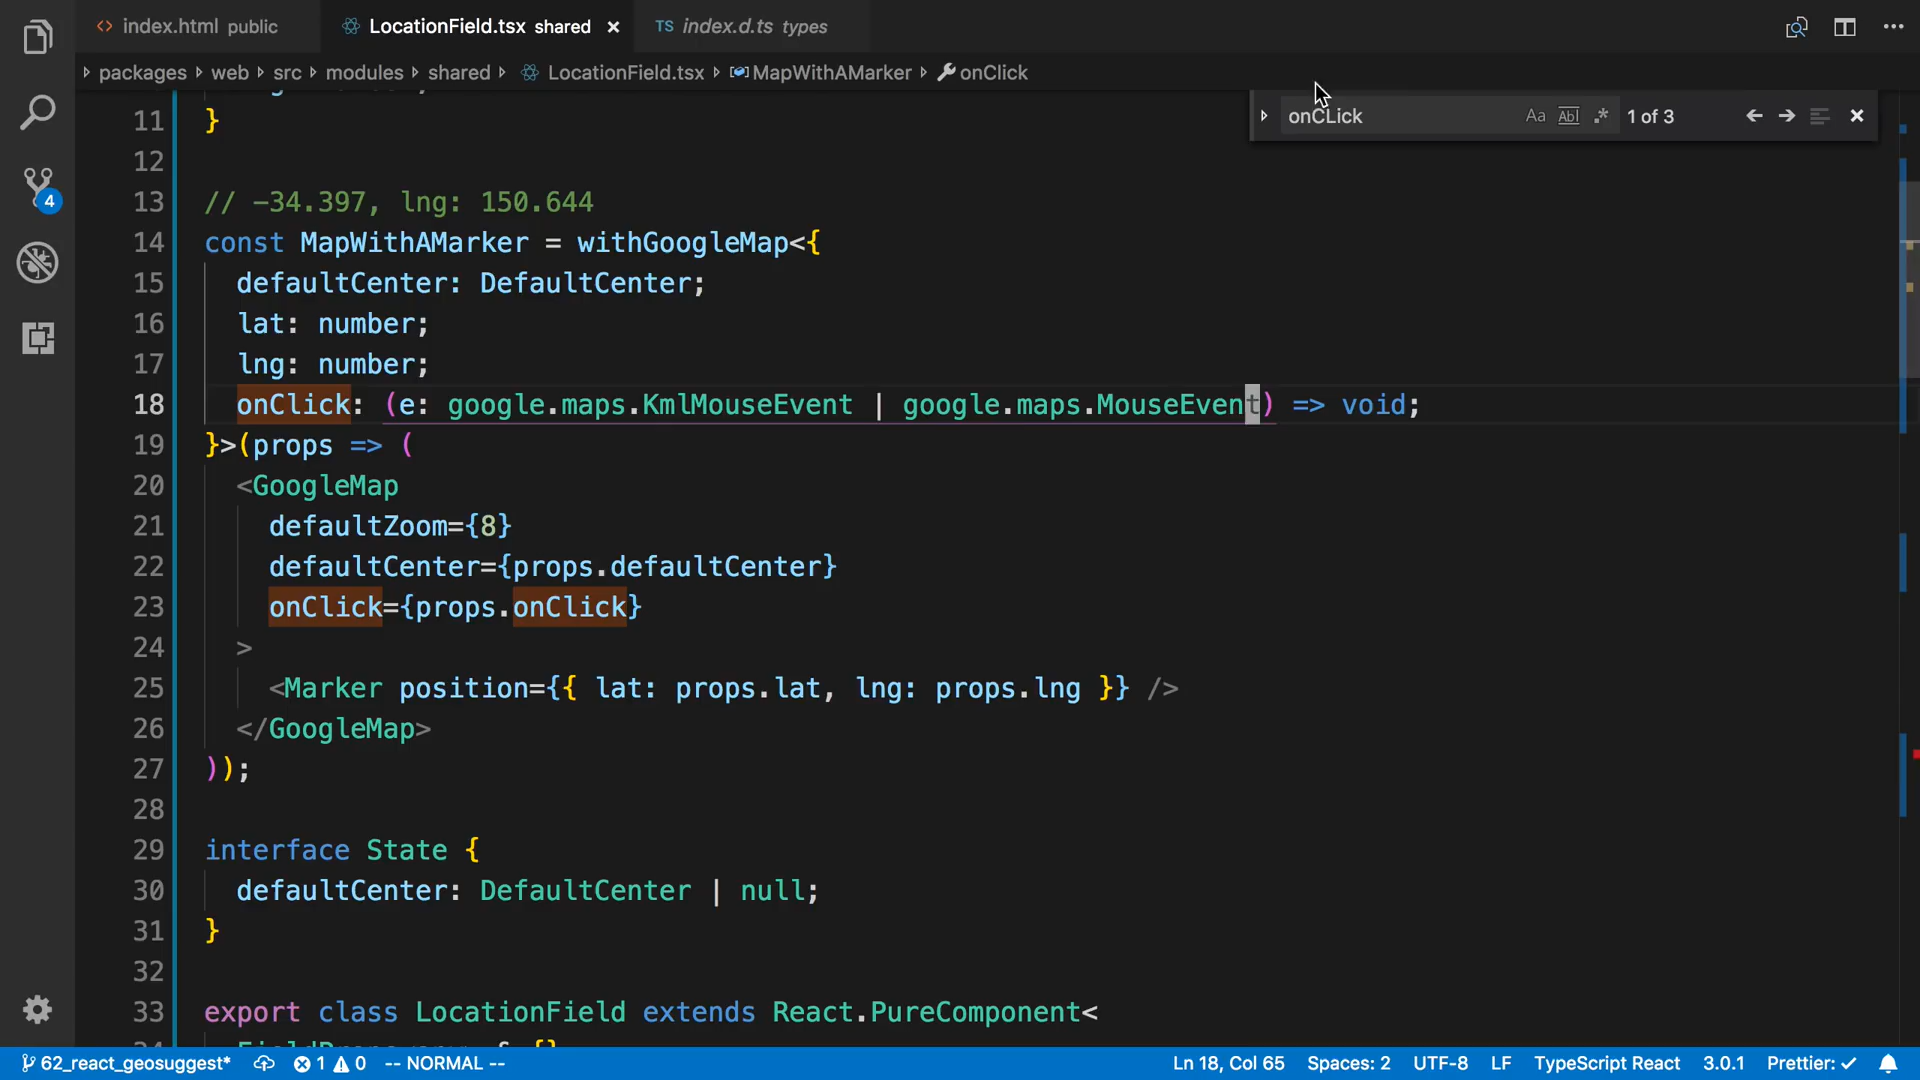 index.html public
LocationField.tsx shared
TS index.d.ts types
packages web src modules shared LocationField.tsx MapWithAMarker onClick
onCLick Aa Abl .* 1 of 3
11 }
12
13 // -34.397, lng: 150.644
14 const MapWithAMarker = withGoogleMap<{
15 defaultCenter: DefaultCenter;
16 lat: number;
17 lng: number;
18 onClick: (e: google.maps.KmlMouseEvent | google.maps.MouseEvent) => void;
19 }>(props => (
20 <GoogleMap
21 defaultZoom={8}
22 defaultCenter={props.defaultCenter}
23 onClick={props.onClick}
24 >
25 <Marker position={{ lat: props.lat, lng: props.lng }} />
26 </GoogleMap>
27 ));
28
29 interface State {
30 defaultCenter: DefaultCenter | null;
31 }
32
33 export class LocationField extends React.PureComponent<
4
62_react_geosuggest* 1 0 -- NORMAL -- Ln 18, Col 65 Spaces: 2 UTF-8 LF TypeScript React 3.0.1 Prettier: ✓